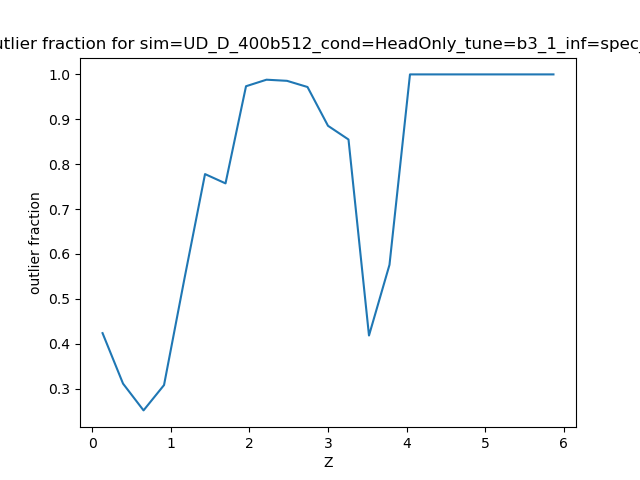 utlier fraction for sim=UD_D_400b512_cond=HeadOnly_tune=b3_1_inf=spec_
1.0
0.9
0.8
0.7
0.6
0.5
0.4
0.3
outlier fraction
0 1 2 3 4 5 6
Z